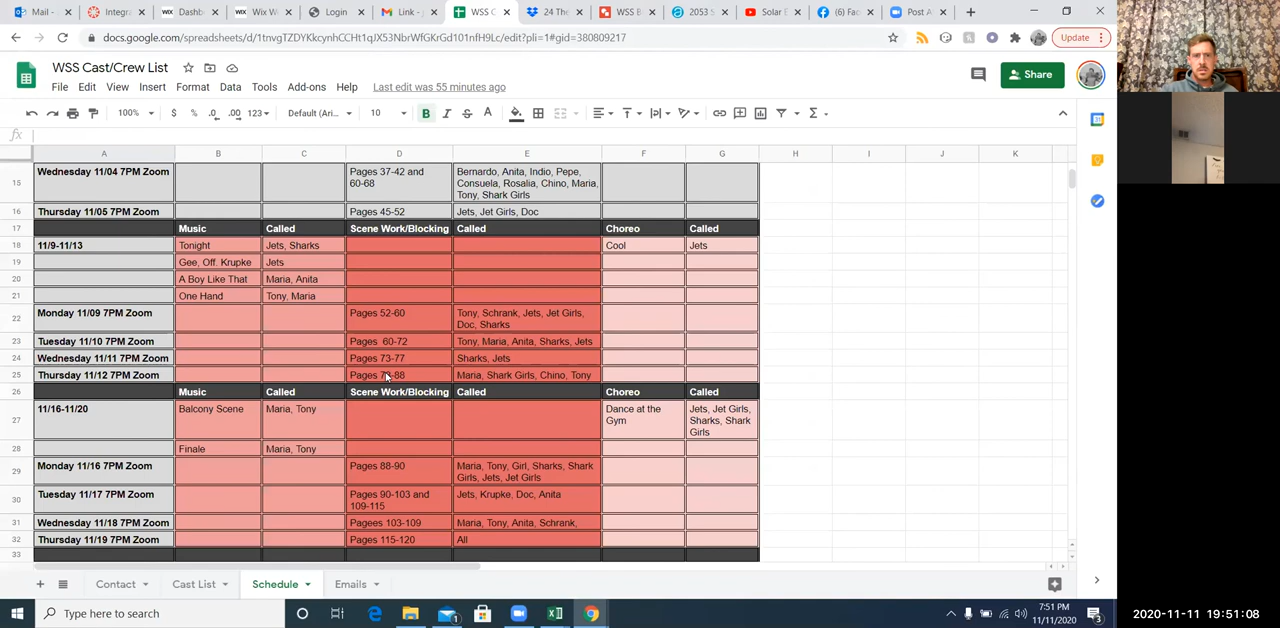 Mail -
Integra
Dashb
Wix W
Login
Link -
WSS C
24 The
WSS B
2053 S
Solar E
(6) Fac
Post A
docs.google.com/spreadsheets/d/1tnvgTZDYKkcynhCCHt1qJX53NbrWfGKrGd101nfH9Lc/edit?pli=1#gid=380809217
Update
WSS Cast/Crew List
File Edit View Insert Format Data Tools Add-ons Help Last edit was 55 minutes ago
Share
100% $ % .0 .00 123 Default (Ari... 10 B I S A
fx
A B C D E F G H I J K
15 Wednesday 11/04 7PM Zoom Pages 37-42 and Bernardo, Anita, Indio, Pepe,
60-68 Consuela, Rosalia, Chino, Maria,
Tony, Shark Girls
16 Thursday 11/05 7PM Zoom Pages 45-52 Jets, Jet Girls, Doc
17 Music Called Scene Work/Blocking Called Choreo Called
18 11/9-11/13 Tonight Jets, Sharks Cool Jets
19 Gee, Off. Krupke Jets
20 A Boy Like That Maria, Anita
21 One Hand Tony, Maria
22 Monday 11/09 7PM Zoom Pages 52-60 Tony, Schrank, Jets, Jet Girls,
Doc, Sharks
23 Tuesday 11/10 7PM Zoom Pages 60-72 Tony, Maria, Anita, Sharks, Jets
24 Wednesday 11/11 7PM Zoom Pages 73-77 Sharks, Jets
25 Thursday 11/12 7PM Zoom Pages -88 Maria, Shark Girls, Chino, Tony
26 Music Called Scene Work/Blocking Called Choreo Called
27 11/16-11/20 Balcony Scene Maria, Tony Dance at the Jets, Jet Girls,
Gym Sharks, Shark
Girls
28 Finale Maria, Tony
29 Monday 11/16 7PM Zoom Pages 88-90 Maria, Tony, Girl, Sharks, Shark
Girls, Jets, Jet Girls
30 Tuesday 11/17 7PM Zoom Pages 90-103 and Jets, Krupke, Doc, Anita
109-115
31 Wednesday 11/18 7PM Zoom Pagees 103-109 Maria, Tony, Anita, Schrank,
32 Thursday 11/19 7PM Zoom Pages 115-120 All
33
Contact Cast List Schedule Emails
Type here to search
7:51 PM
11/11/2020
2020-11-11 19:51:08